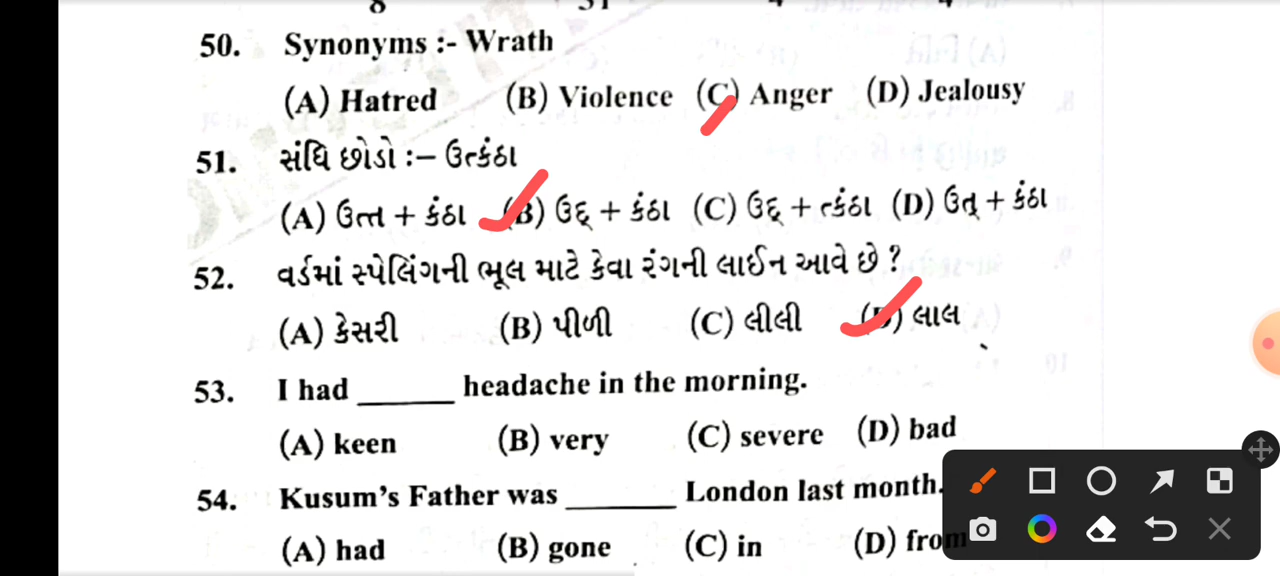 50. Synonyms :- Wrath
(A) Hatred (B) Violence (C) Anger (D) Jealousy
51. સંધિ છોડો :– ઉત્કંઠા
(A) ઉત્ત + કંઠા (B) ઉદ્દ + કંઠા (C) ઉદ્દ + ત્કંઠા (D) ઉત્ + કંઠા
52. વર્ડમાં સ્પેલિંગની ભૂલ માટે કેવા રંગની લાઈન આવે છે ?
(A) કેસરી (B) પીળી (C) લીલી (D) લાલ
53. I had ______ headache in the morning.
(A) keen (B) very (C) severe (D) bad
54. Kusum's Father was ______ London last month.
(A) had (B) gone (C) in (D) from